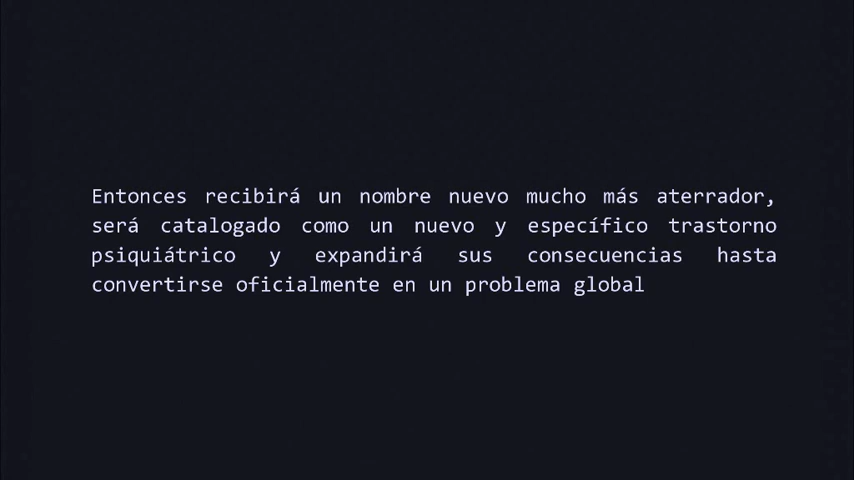 Entonces recibirá un nombre nuevo mucho más aterrador,
será catalogado como un nuevo y específico trastorno
psiquiátrico y expandirá sus consecuencias hasta
convertirse oficialmente en un problema global